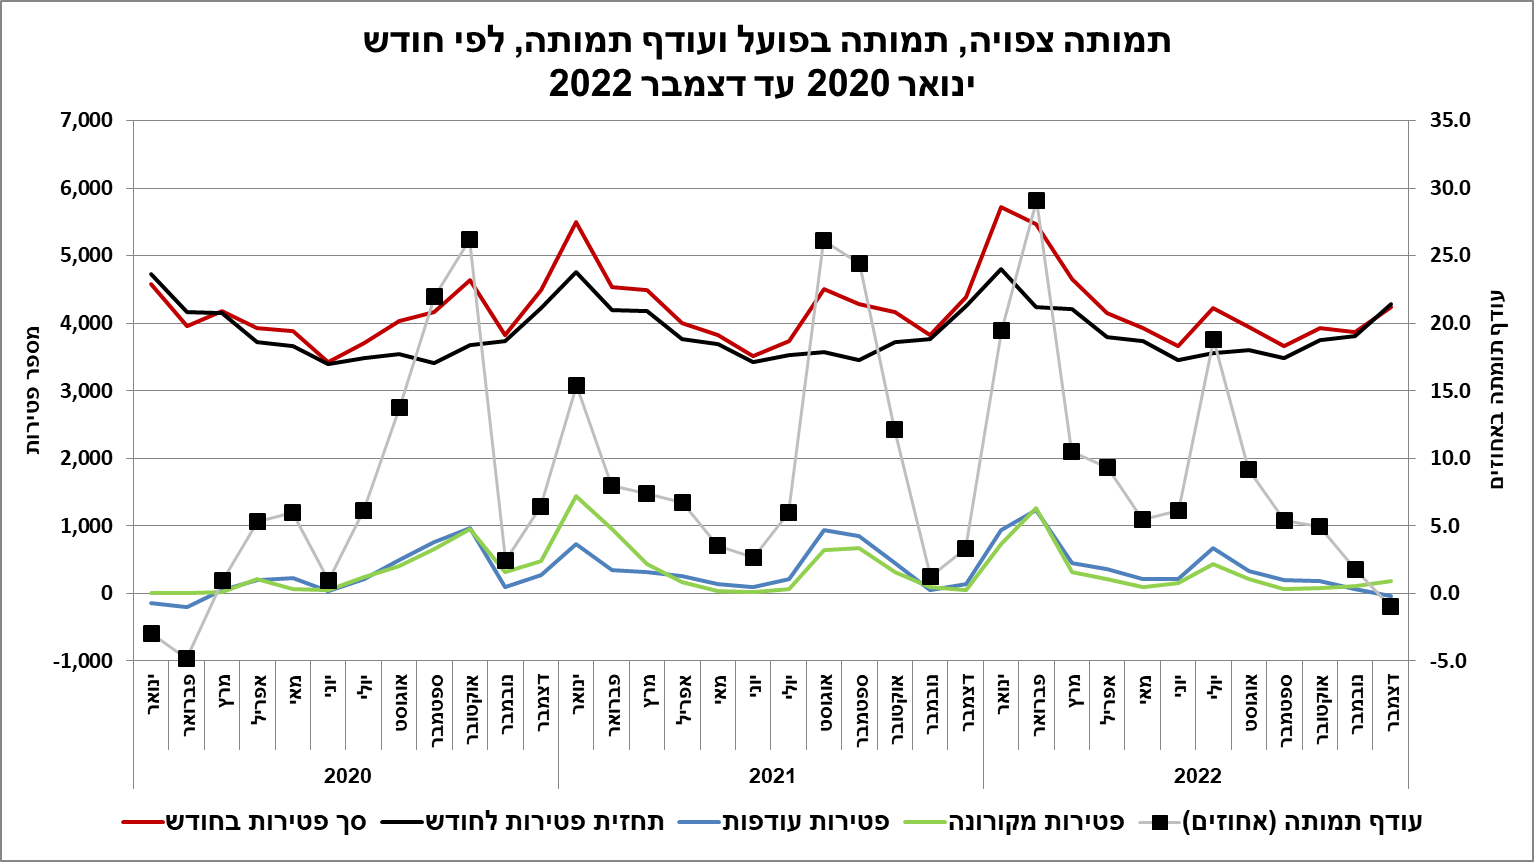 תמותה צפויה, תמותה בפועל ועודף תמותה, לפי חודש
ינואר 2020 עד דצמבר 2022
מספר פטירות
7,000
6,000
5,000
4,000
3,000
2,000
1,000
0
-1,000
35.0
30.0
25.0
20.0
15.0
10.0
5.0
0.0
-5.0
עודף תומתה באחוזים
ינואר
פברואר
מרץ
אפריל
מאי
יוני
יולי
אוגוסט
ספטמבר
אוקטובר
נובמבר
דצמבר
ינואר
פברואר
מרץ
אפריל
מאי
יוני
יולי
אוגוסט
ספטמבר
אוקטובר
נובמבר
דצמבר
ינואר
פברואר
מרץ
אפריל
מאי
יוני
יולי
אוגוסט
ספטמבר
אוקטובר
נובמבר
דצמבר
2020
2021
2022
סך פטירות בחודש
תחזית פטירות לחודש
פטירות עודפות
פטירות מקורונה
עודף תמותה (אחוזים)